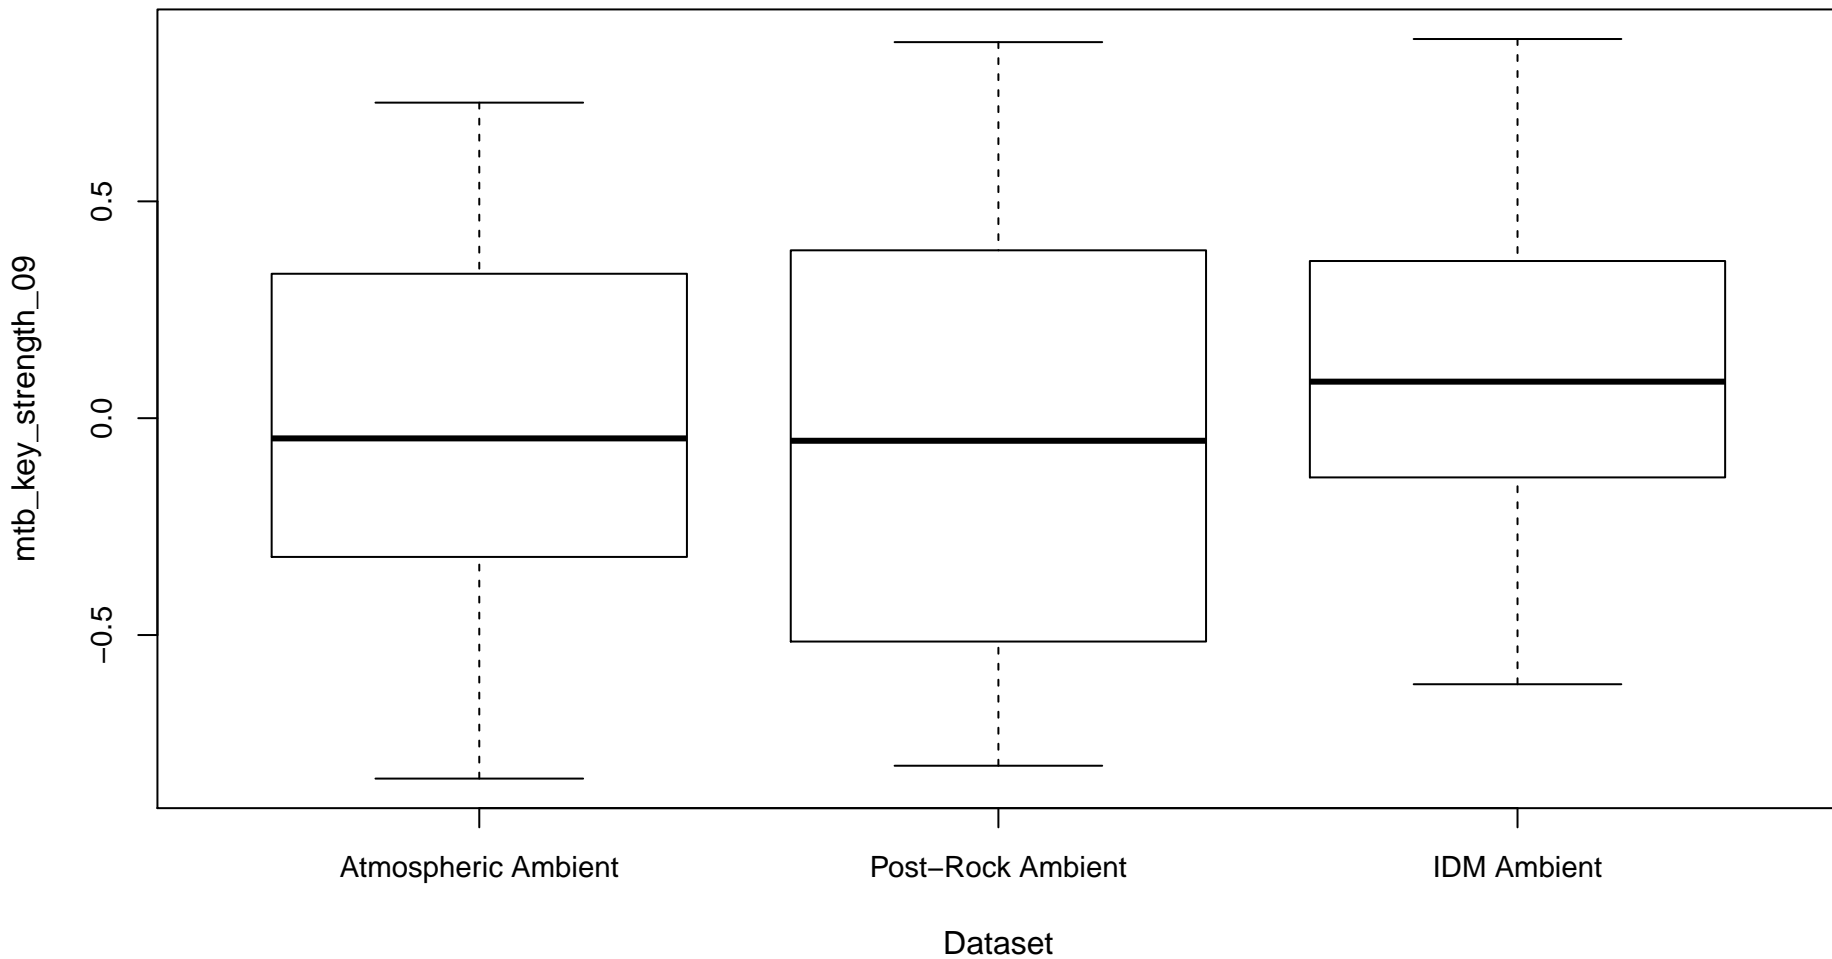 mtb_key_strength_09
0.5
0.0
−0.5
Atmospheric Ambient
Post−Rock Ambient
IDM Ambient
Dataset